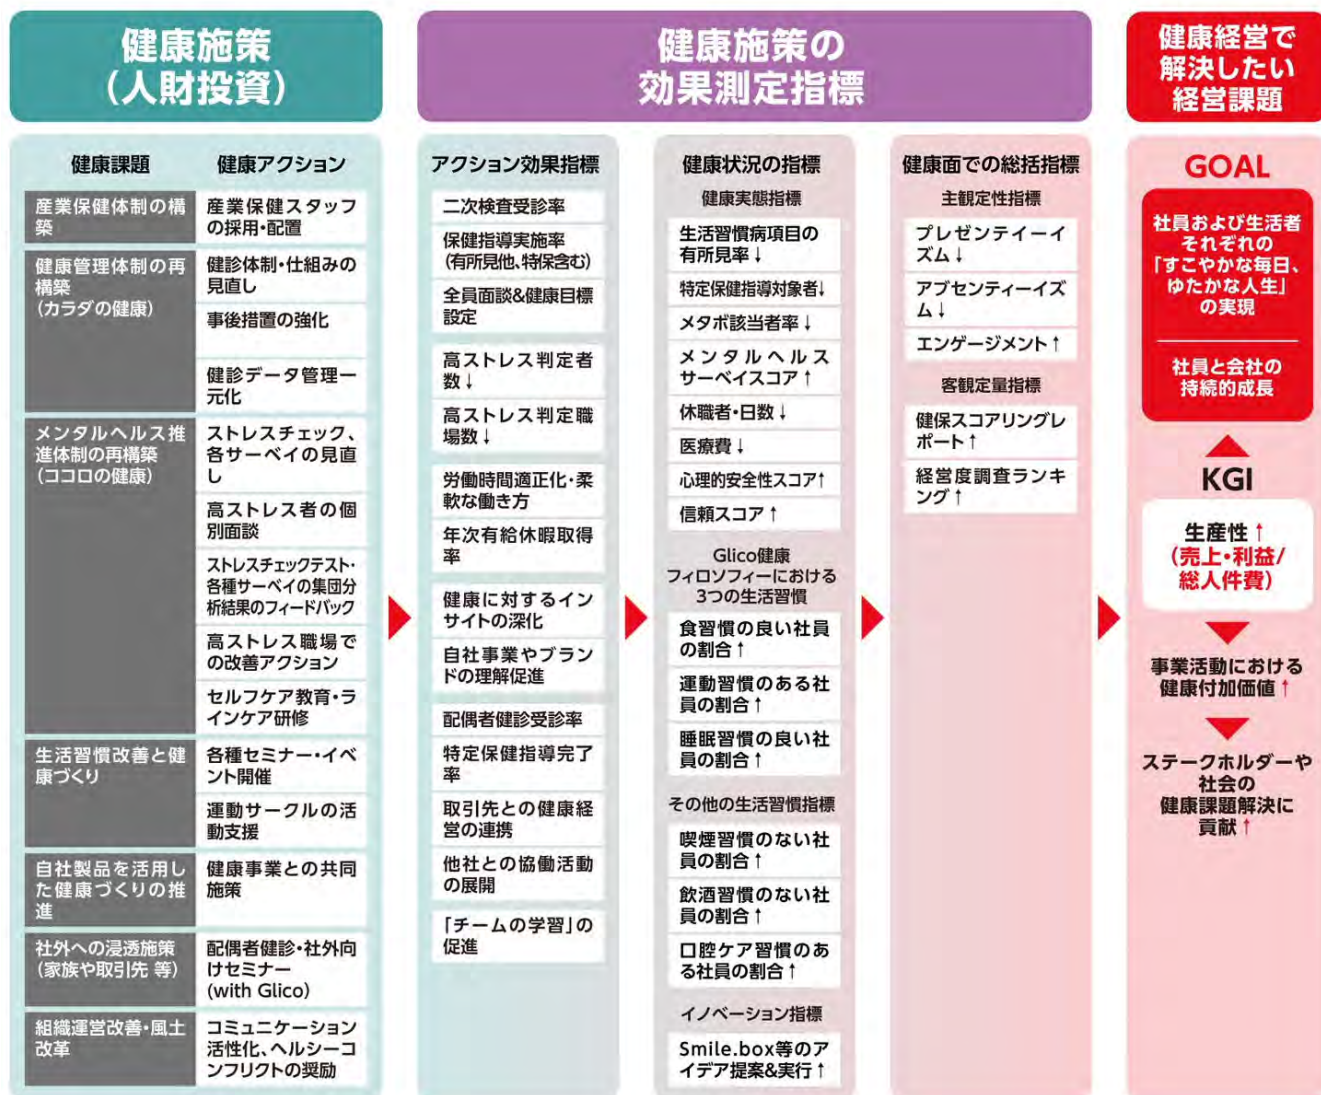 健康施策
(人財投資)
健康施策の
効果測定指標
健康経営で
解決したい
経営課題
健康課題
健康アクション
産業保健体制の構
築
産業保健スタッフ
の採用・配置
健康管理体制の再
構築
(カラダの健康)
健診体制・仕組みの
見直し
事後措置の強化
健診データ管理一
元化
メンタルヘルス推
進体制の再構築
(ココロの健康)
ストレスチェック、
各サーベイの見直
し
高ストレス者の個
別面談
ストレスチェックテスト・
各種サーベイの集団分
析結果のフィードバック
高ストレス職場で
の改善アクション
セルフケア教育・ラ
インケア研修
生活習慣改善と健
康づくり
各種セミナー・イベ
ント開催
運動サークルの活
動支援
自社製品を活用し
た健康づくりの推
進
健康事業との共同
施策
社外への浸透施策
(家族や取引先 等)
配偶者健診・社外向
けセミナー
(with Glico)
組織運営改善・風土
改革
コミュニケーション
活性化、ヘルシーコ
ンフリクトの奨励
アクション効果指標
二次検査受診率
保健指導実施率
(有所見他、特保含む)
全員面談&健康目標
設定
高ストレス判定者
数↓
高ストレス判定職
場数↓
労働時間適正化・柔
軟な働き方
年次有給休暇取得
率
健康に対するイン
サイトの深化
自社事業やブラン
ドの理解促進
配偶者健診受診率
特定保健指導完了
率
取引先との健康経
営の連携
他社との協働活動
の展開
「チームの学習」の
促進
健康状況の指標
健康実態指標
生活習慣病項目の
有所見率↓
特定保健指導対象者↓
メタボ該当者率↓
メンタルヘルス
サーベイスコア↑
休職者・日数↓
医療費↓
心理的安全性スコア↑
信頼スコア↑
Glico健康
フィロソフィーにおける
3つの生活習慣
食習慣の良い社員
の割合↑
運動習慣のある社
員の割合↑
睡眠習慣の良い社
員の割合↑
その他の生活習慣指標
喫煙習慣のない社
員の割合↑
飲酒習慣のない社
員の割合↑
口腔ケア習慣のあ
る社員の割合↑
イノベーション指標
Smile.box等のア
イデア提案&実行↑
健康面での総括指標
主観定性指標
プレゼンティーイ
ズム↓
アブセンティーイズ
ム↓
エンゲージメント↑
客観定量指標
健保スコアリングレ
ポート↑
経営度調査ランキ
ング↑
GOAL
社員および生活者
それぞれの
「すこやかな毎日、
ゆたかな人生」
の実現
社員と会社の
持続的成長
KGI
生産性↑
(売上・利益/
総人件費)
事業活動における
健康付加価値↑
ステークホルダーや
社会の
健康課題解決に
貢献↑